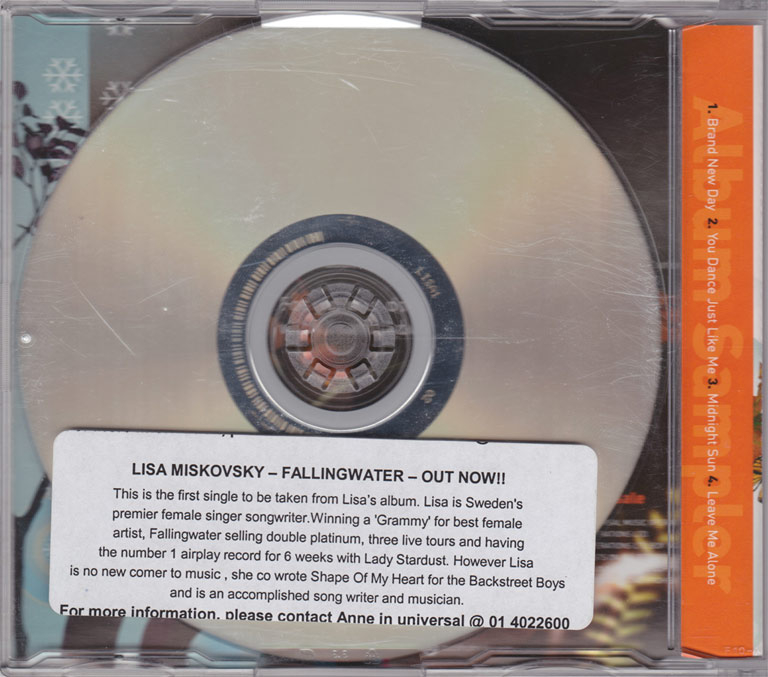 LISA MISKOVSKY – FALLINGWATER – OUT NOW!!
This is the first single to be taken from Lisa's album. Lisa is Sweden's
premier female singer songwriter.Winning a 'Grammy' for best female
artist, Fallingwater selling double platinum, three live tours and having
the number 1 airplay record for 6 weeks with Lady Stardust. However Lisa
is no new comer to music , she co wrote Shape Of My Heart for the Backstreet Boys
and is an accomplished song writer and musician.
For more information, please contact Anne in universal @ 01 4022600
Album Sampler
1. Brand New Day 2. You Dance Just Like Me 3. Midnight Sun 4. Leave Me Alone